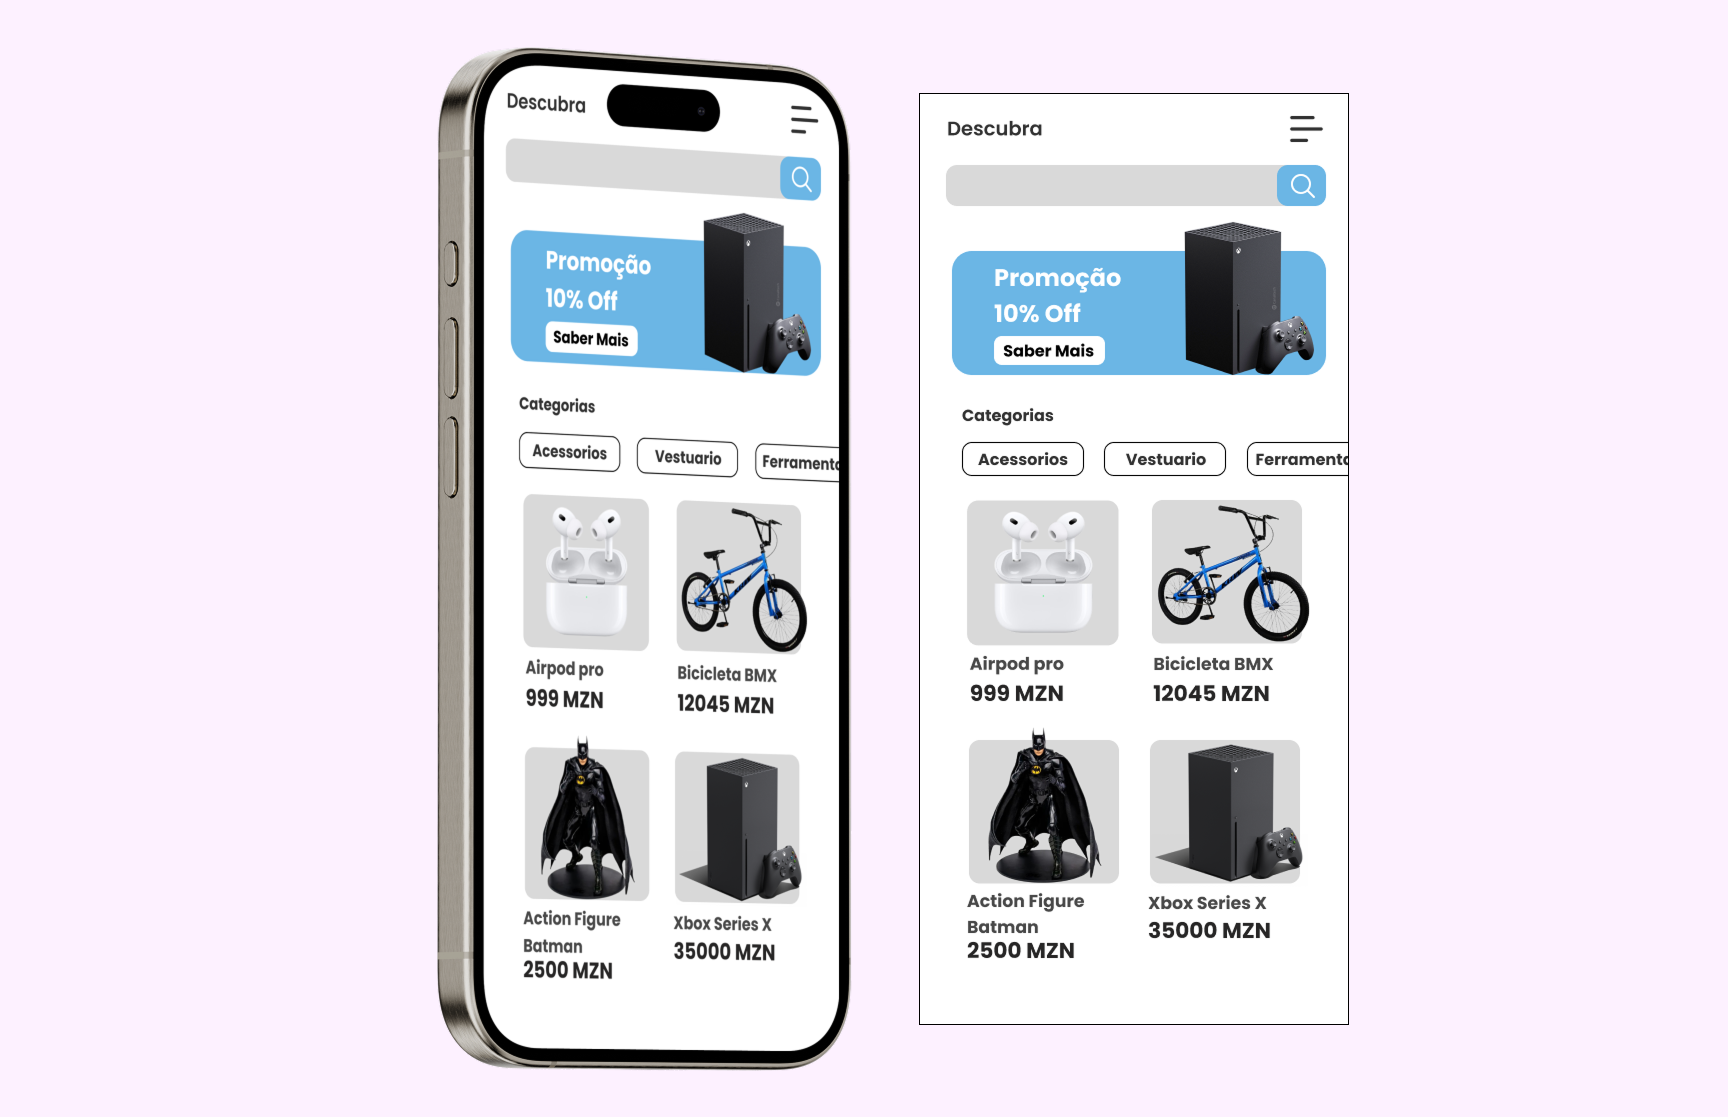 Descubra
Promoção
10% Off
Saber Mais
Categorias
Acessorios Vestuario Ferramento
Airpod pro Bicicleta BMX
999 MZN 12045 MZN
Action Figure Xbox Series X
Batman 35000 MZN
2500 MZN
Descubra
Promoção
10% Off
Saber Mais
Categorias
Acessorios Vestuario Ferramento
Airpod pro Bicicleta BMX
999 MZN 12045 MZN
Action Figure Xbox Series X
Batman 35000 MZN
2500 MZN